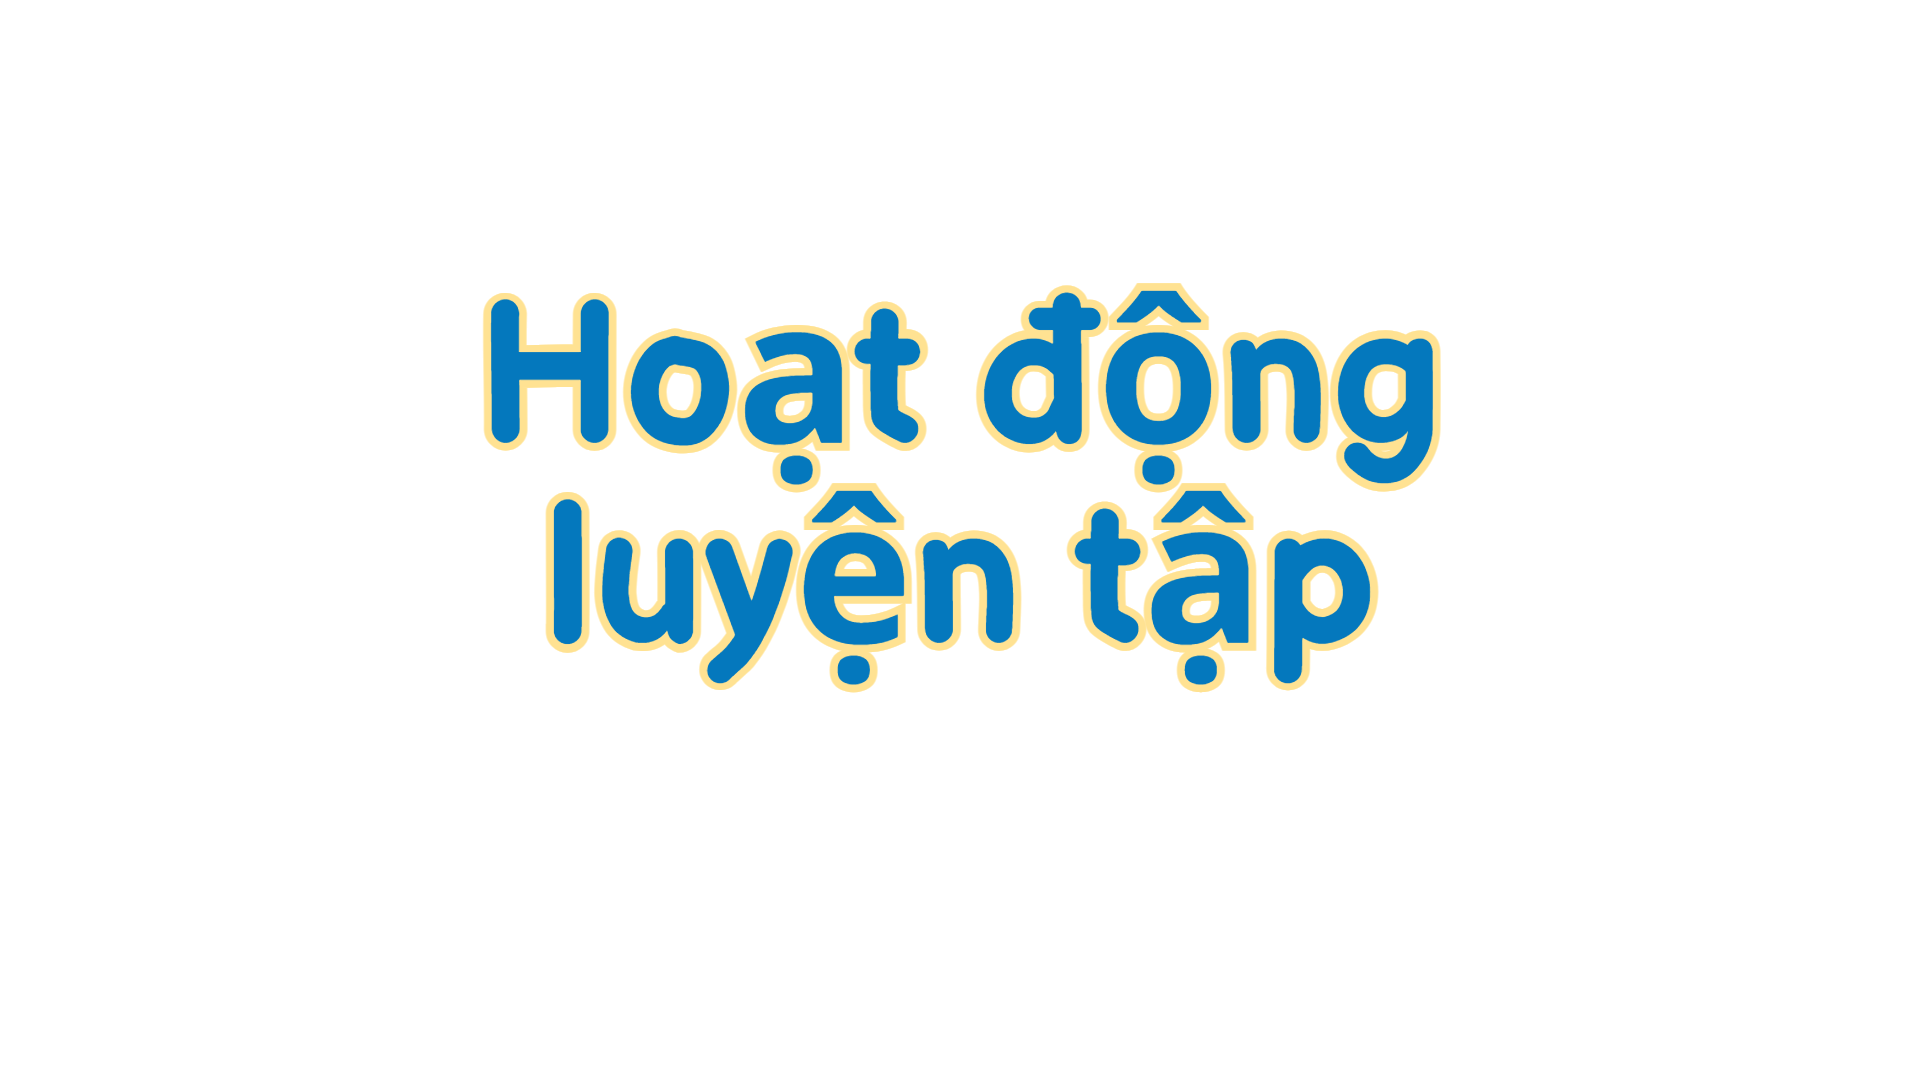 Hoạt động
luyện tập